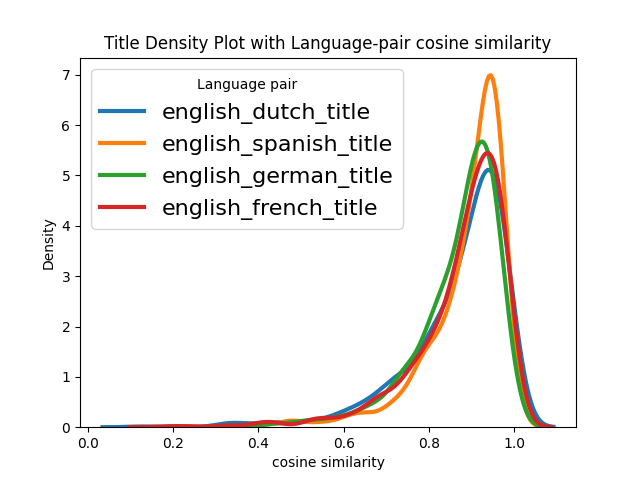 Title Density Plot with Language-pair cosine similarity
Language pair
english_dutch_title
english_spanish_title
english_german_title
english_french_title
Density
7
6
5
4
3
2
1
0
0.0 0.2 0.4 0.6 0.8 1.0
cosine similarity